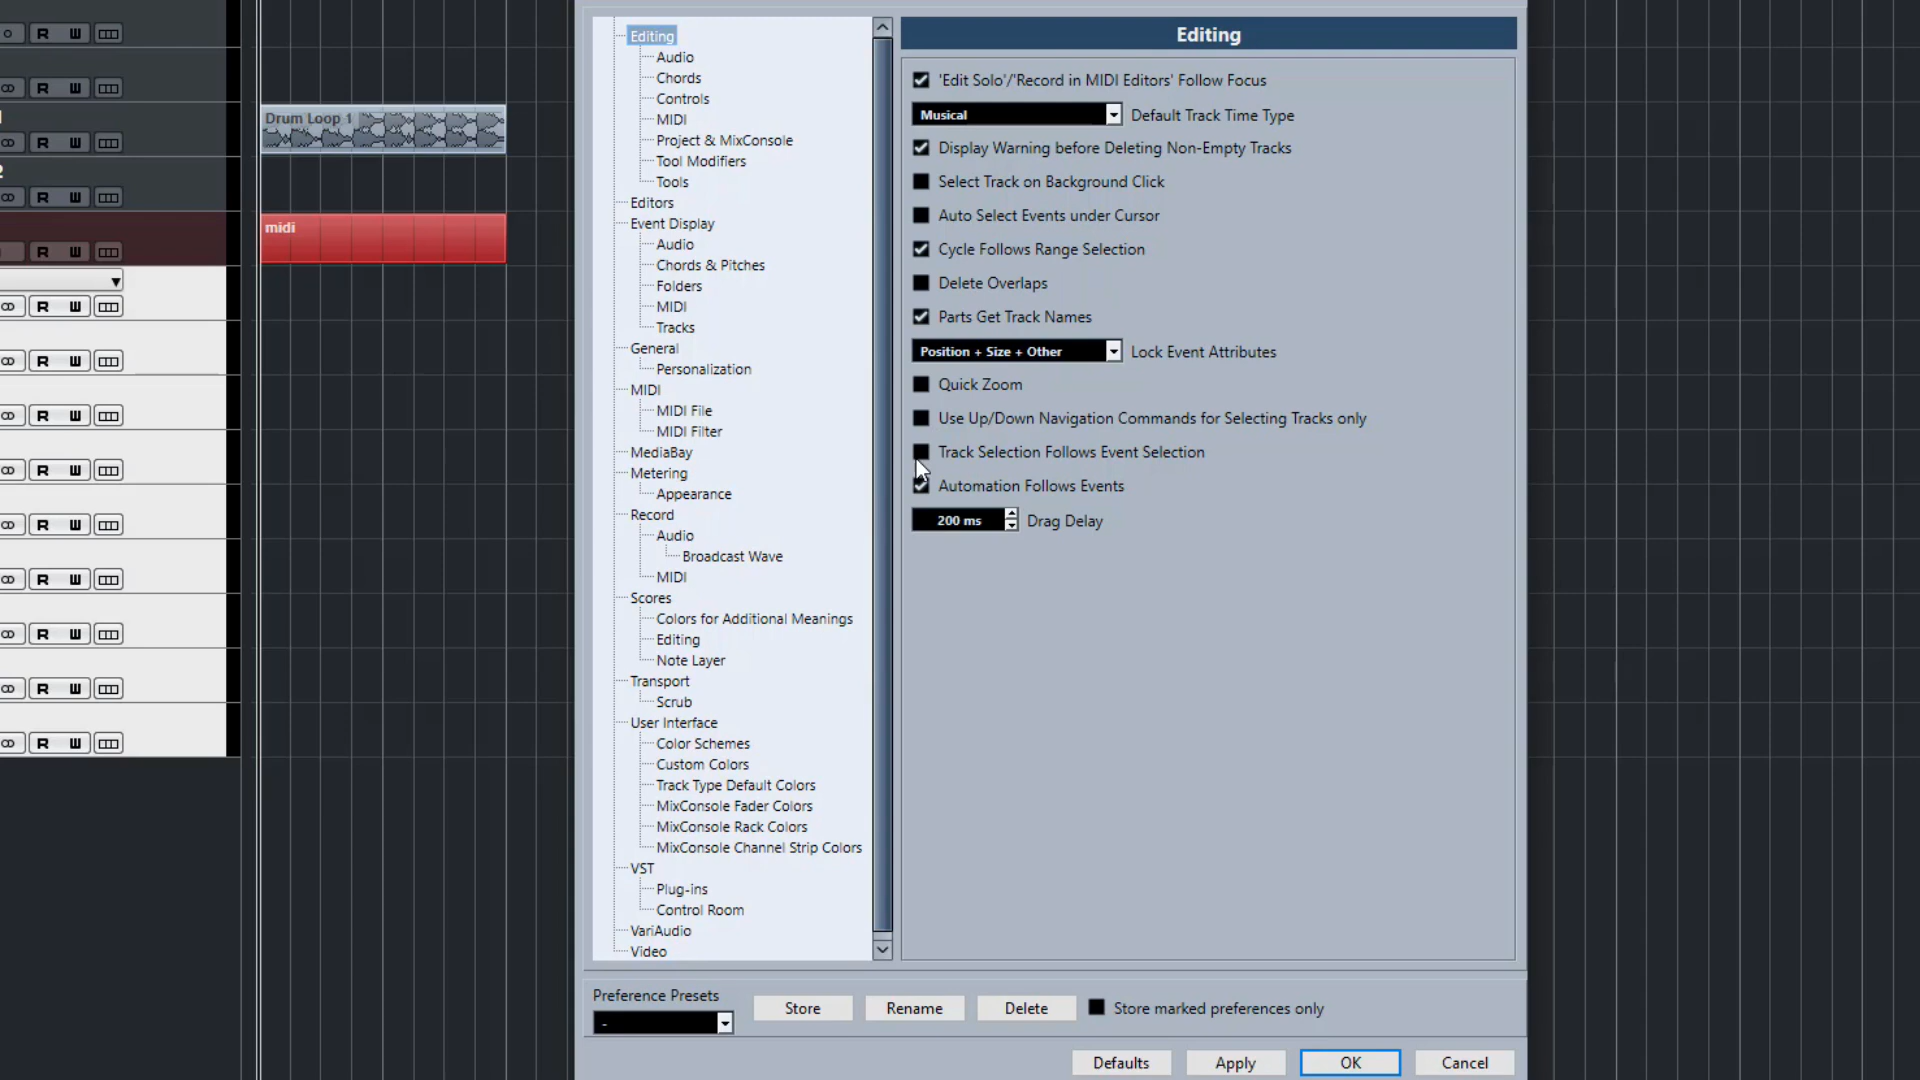 R W
R W
Drum Loop 1
1
R W
2
R W
midi
R W
R W
R W
R W
R W
R W
R W
R W
R W
R W
Editing
Audio
Chords
Controls
MIDI
Project & MixConsole
Tool Modifiers
Tools
Editors
Event Display
Audio
Chords & Pitches
Folders
MIDI
Tracks
General
Personalization
MIDI
MIDI File
MIDI Filter
MediaBay
Metering
Appearance
Record
Audio
Broadcast Wave
MIDI
Scores
Colors for Additional Meanings
Editing
Note Layer
Transport
Scrub
User Interface
Color Schemes
Custom Colors
Track Type Default Colors
MixConsole Fader Colors
MixConsole Rack Colors
MixConsole Channel Strip Colors
VST
Plug-ins
Control Room
VariAudio
Video
Editing
'Edit Solo'/'Record in MIDI Editors' Follow Focus
Musical Default Track Time Type
Display Warning before Deleting Non-Empty Tracks
Select Track on Background Click
Auto Select Events under Cursor
Cycle Follows Range Selection
Delete Overlaps
Parts Get Track Names
Position + Size + Other Lock Event Attributes
Quick Zoom
Use Up/Down Navigation Commands for Selecting Tracks only
Track Selection Follows Event Selection
Automation Follows Events
200 ms Drag Delay
Preference Presets
-
Store Rename Delete Store marked preferences only
Defaults Apply OK Cancel